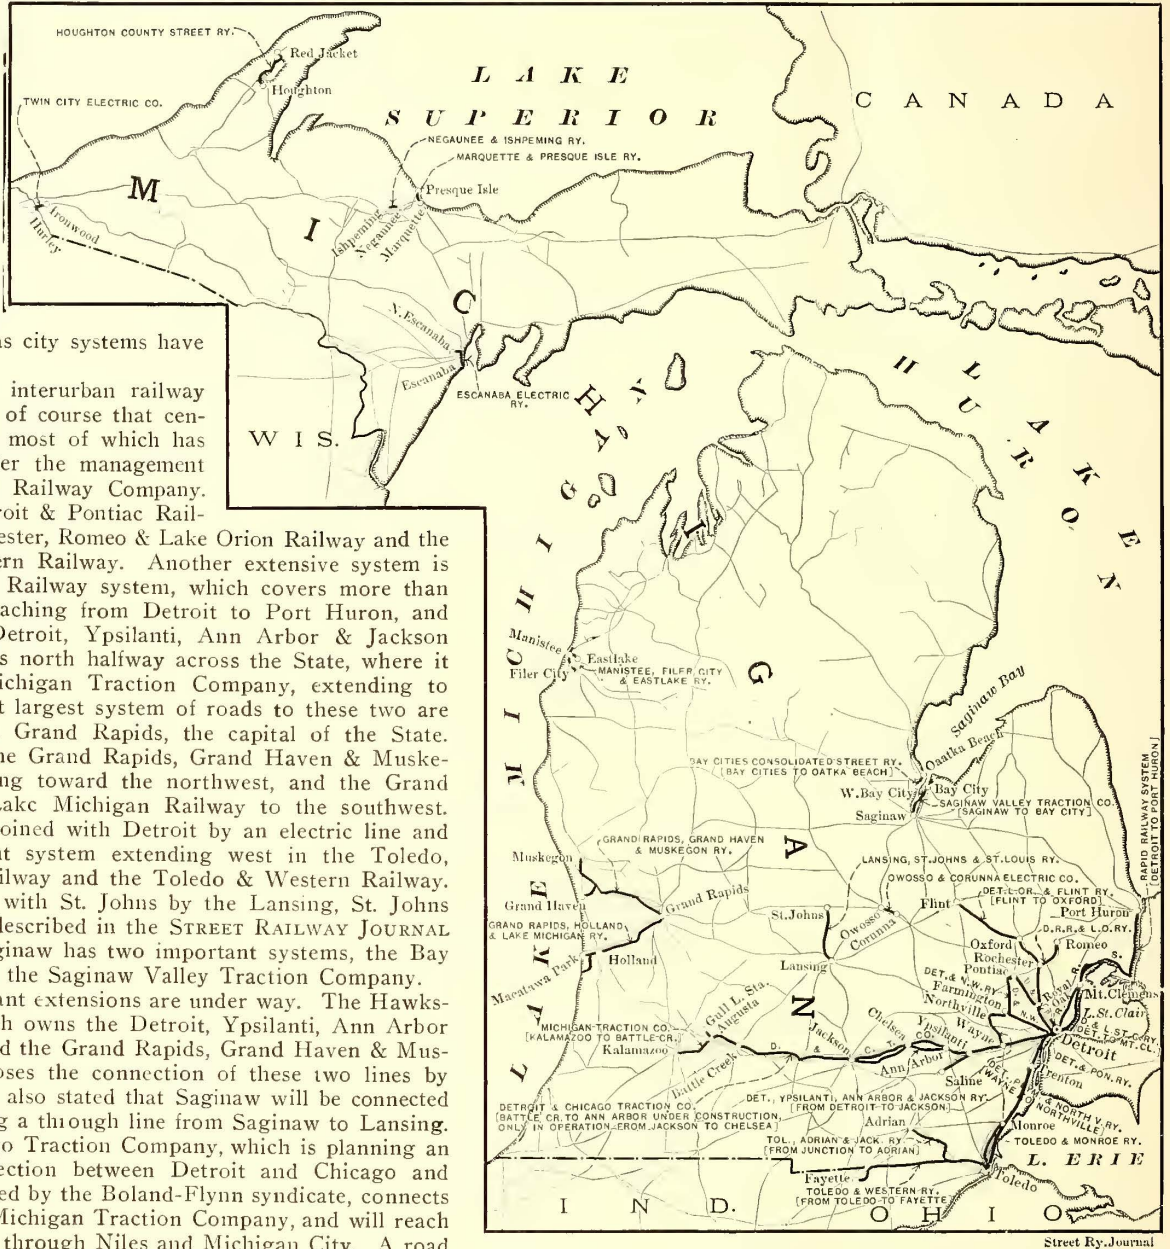 HOUGHTON COUNTY STREET RY.
Red Jacket
Houghton
TWIN CITY ELECTRIC CO.
LAKE
SUPERIOR
CANADA
NEGAUNEE & ISHPEMING RY.
MARQUETTE & PRESQUE ISLE RY.
Presque Isle
MICHIGAN
Ironwood
Hurley
Ishpeming
Negaunee
Marquette
N. Escanaba
Escanaba
ESCANABA ELECTRIC
RY.
WIS.
LAKE HURON
LAKE MICHIGAN
as city systems have
interurban railway
of course that cen-
most of which has
er the management
Railway Company.
roit & Pontiac Rail-
ester, Romeo & Lake Orion Railway and the
ern Railway. Another extensive system is
Railway system, which covers more than
aching from Detroit to Port Huron, and
Detroit, Ypsilanti, Ann Arbor & Jackson
s north halfway across the State, where it
ichigan Traction Company, extending to
t largest system of roads to these two are
Grand Rapids, the capital of the State.
he Grand Rapids, Grand Haven & Muske-
ng toward the northwest, and the Grand
Lake Michigan Railway to the southwest.
oined with Detroit by an electric line and
nt system extending west in the Toledo,
ilway and the Toledo & Western Railway.
with St. Johns by the Lansing, St. Johns
described in the STREET RAILWAY JOURNAL
ginaw has two important systems, the Bay
the Saginaw Valley Traction Company.
ant extensions are under way. The Hawks-
h owns the Detroit, Ypsilanti, Ann Arbor
d the Grand Rapids, Grand Haven & Mus-
oses the connection of these two lines by
also stated that Saginaw will be connected
g a through line from Saginaw to Lansing.
o Traction Company, which is planning an
ection between Detroit and Chicago and
ed by the Boland-Flynn syndicate, connects
Michigan Traction Company, and will reach
through Niles and Michigan City. A road
Manistee
Eastlake
Filer City
MANISTEE, FILER CITY
& EASTLAKE RY.
Saginaw Bay
Oaatka Beach
BAY CITIES CONSOLIDATED STREET RY.
[BAY CITIES TO OATKA BEACH]
W. Bay City
Bay City
SAGINAW VALLEY TRACTION CO.
[SAGINAW TO BAY CITY]
Saginaw
RAPID RAILWAY SYSTEM
[DETROIT TO PORT HURON]
GRAND RAPIDS, GRAND HAVEN
& MUSKEGON RY.
Muskegon
Grand Haven
Grand Rapids
LANSING, ST. JOHNS & ST. LOUIS RY.
OWOSSO & CORUNNA ELECTRIC CO.
DET. L. OR. & FLINT RY.
[FLINT TO OXFORD]
Flint
Port Huron
St. Johns
Owosso
Corunna
D.R.R.& L.O.RY.
GRAND RAPIDS, HOLLAND
& LAKE MICHIGAN RY.
Holland
Macatawa Park
Lansing
Oxford
Romeo
Rochester
Pontiac
DET. & N.W. RY
Farmington
Northville
Royal Oak
Mt. Clemens
L. St. Clair
D. & L. ST. C. RY.
DET. TO MT. CL.
Gull L. Sta.
Augusta
MICHIGAN TRACTION CO.
[KALAMAZOO TO BATTLE CR.]
Kalamazoo
Battle Creek
Jackson
Chelsea
Ypsilanti
Wayne
Ann Arbor
Detroit
D. & C. CO.
DET. & PON. RY.
Saline
Trenton
DETROIT & CHICAGO TRACTION CO.
[BATTLE CR. TO ANN ARBOR UNDER CONSTRUCTION,
ONLY IN OPERATION FROM JACKSON TO CHELSEA]
DET., YPSILANTI, ANN ARBOR & JACKSON RY.
[FROM DETROIT TO JACKSON]
Adrian
Monroe
TOL., ADRIAN & JACK. RY.
[FROM JUNCTION TO ADRIAN]
TOLEDO & MONROE RY.
L. ERIE
Toledo
Fayette
TOLEDO & WESTERN RY.
[FROM TOLEDO TO FAYETTE]
IND.
OHIO
Street Ry. Journal